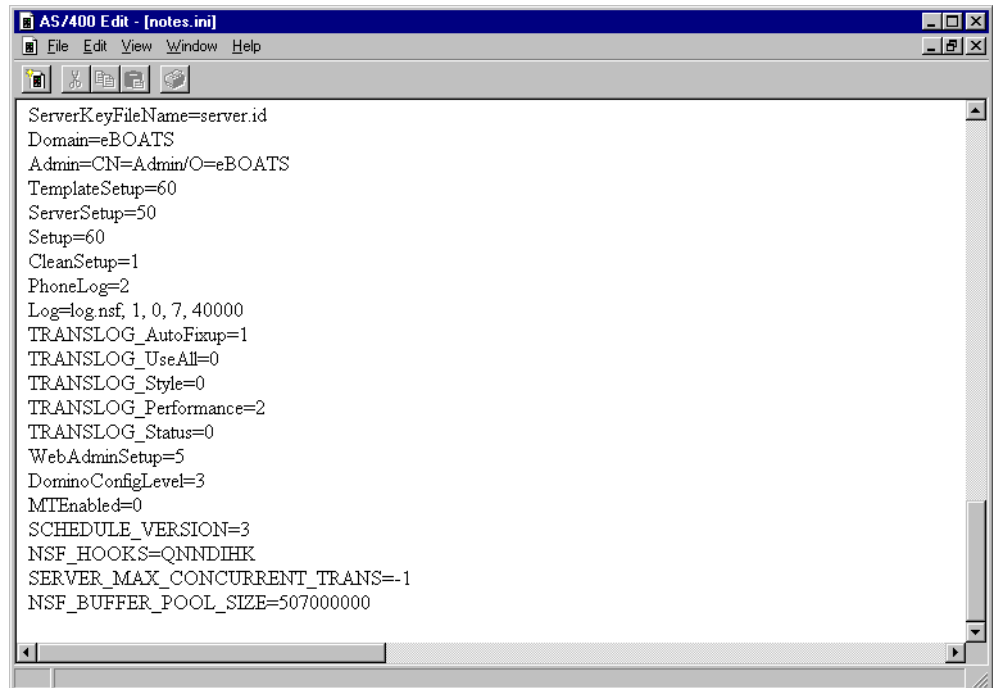 AS/400 Edit - [notes.ini]
File Edit View Window Help
ServerKeyFileName=server.id
Domain=eBOATS
Admin=CN=Admin/O=eBOATS
TemplateSetup=60
ServerSetup=50
Setup=60
CleanSetup=1
PhoneLog=2
Log=log.nsf, 1, 0, 7, 40000
TRANSLOG_AutoFixup=1
TRANSLOG_UseAll=0
TRANSLOG_Style=0
TRANSLOG_Performance=2
TRANSLOG_Status=0
WebAdminSetup=5
DominoConfigLevel=3
MTEnabled=0
SCHEDULE_VERSION=3
NSF_HOOKS=QNNDIHK
SERVER_MAX_CONCURRENT_TRANS=-1
NSF_BUFFER_POOL_SIZE=507000000